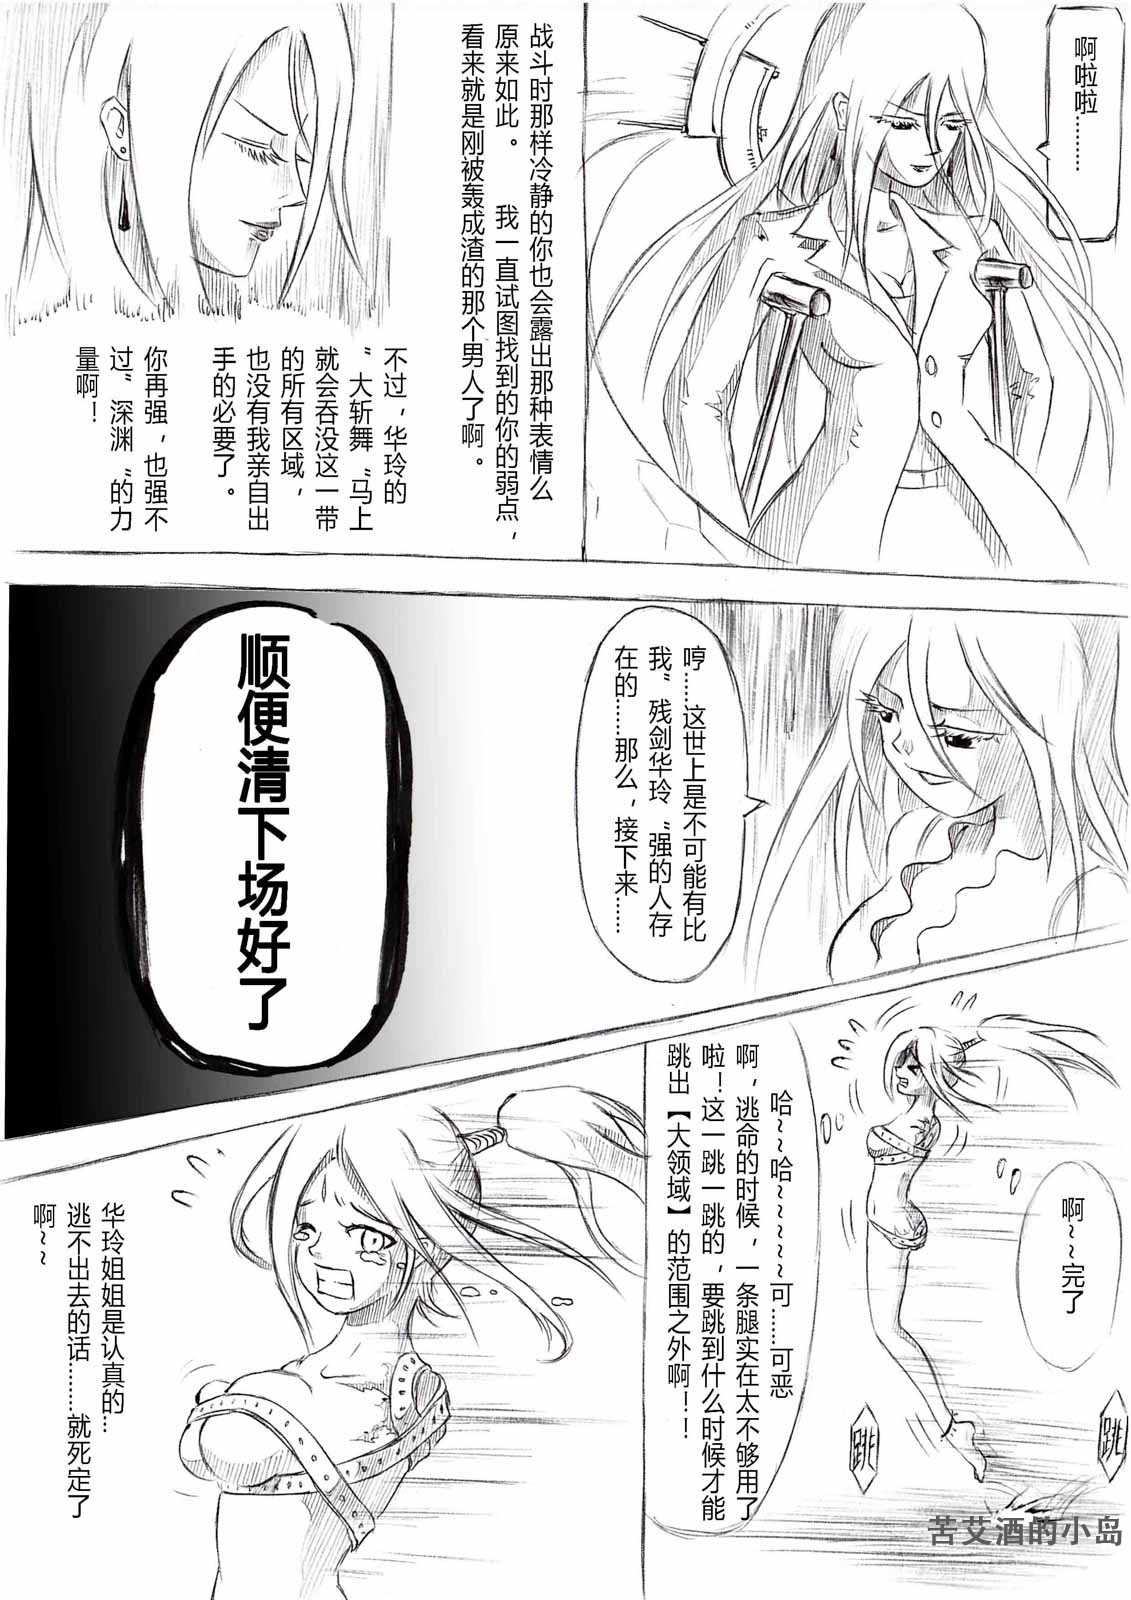 啊啦啦……
战斗时那样冷静的你也会露出那种表情么
原来如此。 我一直试图找到的你的弱点，
看来就是刚被轰成渣的那个男人了啊。
不过，华玲的
“大斩舞“马上
就会吞没这一带
的所有区域，
也没有我亲自出
手的必要了。
你再强，也强不
过”深渊“的力
量啊！
哼……这世上是不可能有比
我”残剑华玲“强的人存
在的……那么，接下来……
顺便清下场好了
啊~~完了
哈~~哈~~~~~~可……可恶
啊，逃命的时候，一条腿实在太不够用了
啦！这一跳一跳的，要跳到什么时候才能
跳出【大领域】的范围之外啊！！
跳
跳
华玲姐姐是认真的…
逃不出去的话……就死定了
啊~~
苦艾酒的小岛